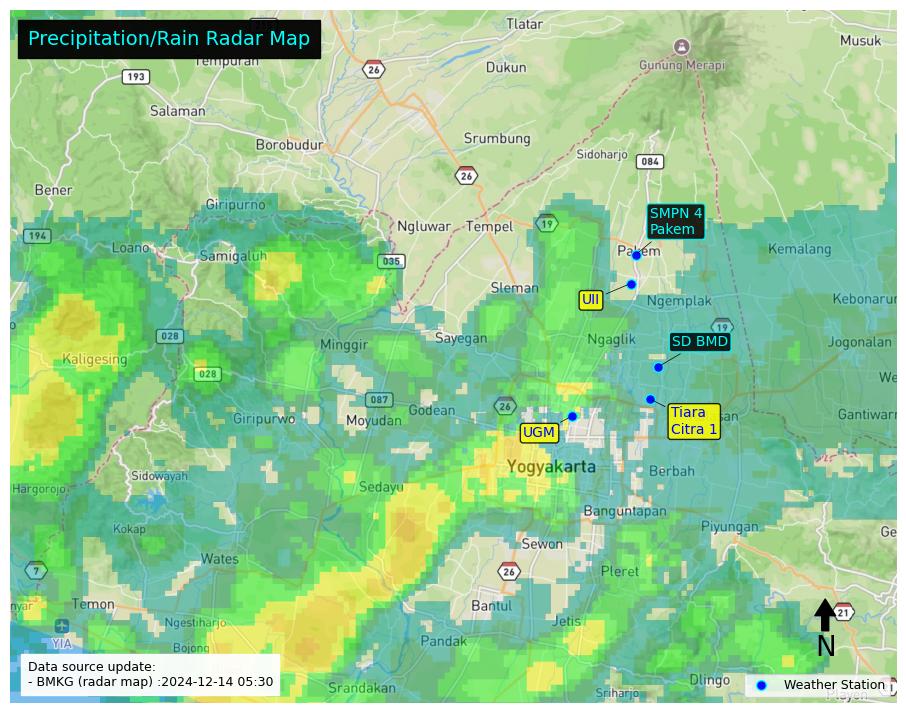 Precipitation/Rain Radar Map
Tlatar
Musuk
Tempuran
26
Dukun
Gunung Merapi
193
Salaman
Srumbung
Borobudur
Sidoharjo
084
26
Bener
Giripurno
SMPN 4
Pakem
Ngluwar
Tempel
19
194
Loano
Samigaluh
035
Pakem
Kemalang
Sleman
UII
Ngemplak
Kebonarum
19
028
Minggir
Sayegan
Ngaglik
SD BMD
Jogonalan
Kaligesing
028
087
Godean
26
Tiara
Citra 1
Giripurwo
Moyudan
Gantiwarn
UGM
Yogyakarta
Berbah
Sidowayah
Hargorojo
Sedayu
Banguntapan
Kokap
Piyungan
Wates
Sewon
7
26
Pleret
Temon
Bantul
21
Ngestiharjo
Jetis
YIA
Bojong
Pandak
N
Data source update:
- BMKG (radar map) :2024-12-14 05:30
Srandakan
Dlingo
Sriharjo
Weather Station
Playen